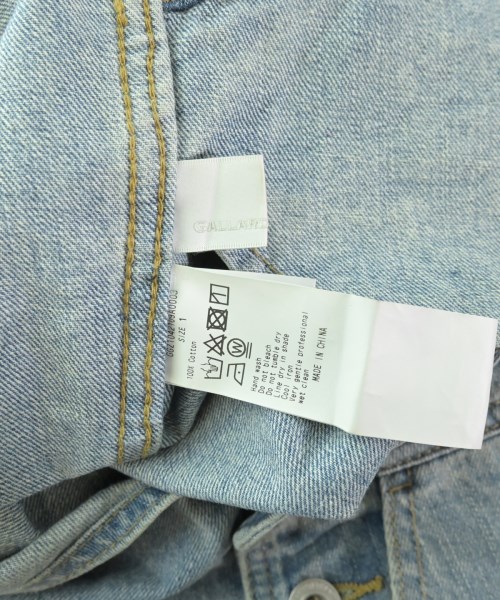 GALLARD
SIZE 1
100% Cotton
Hand wash
Do not bleach
Do not tumble dry
Line dry in shade
Cool iron
Very gentle professional
wet clean
MADE IN CHINA